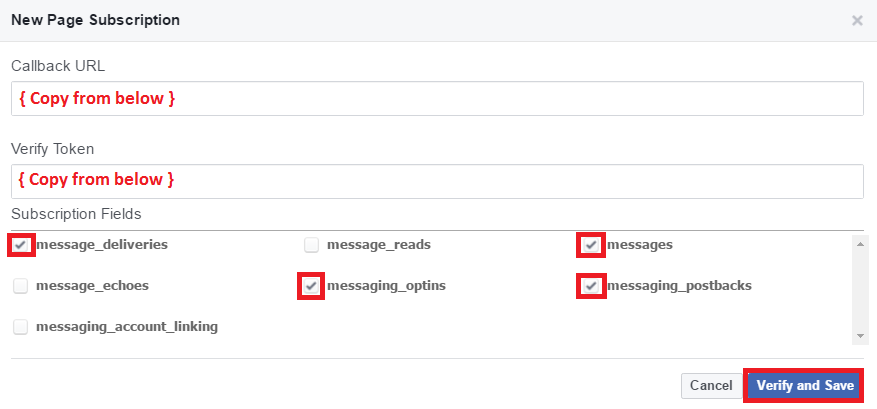 New Page Subscription
Callback URL
{ Copy from below }
Verify Token
{ Copy from below }
Subscription Fields
message_deliveries message_reads messages
message_echoes messaging_optins messaging_postbacks
messaging_account_linking
Cancel Verify and Save